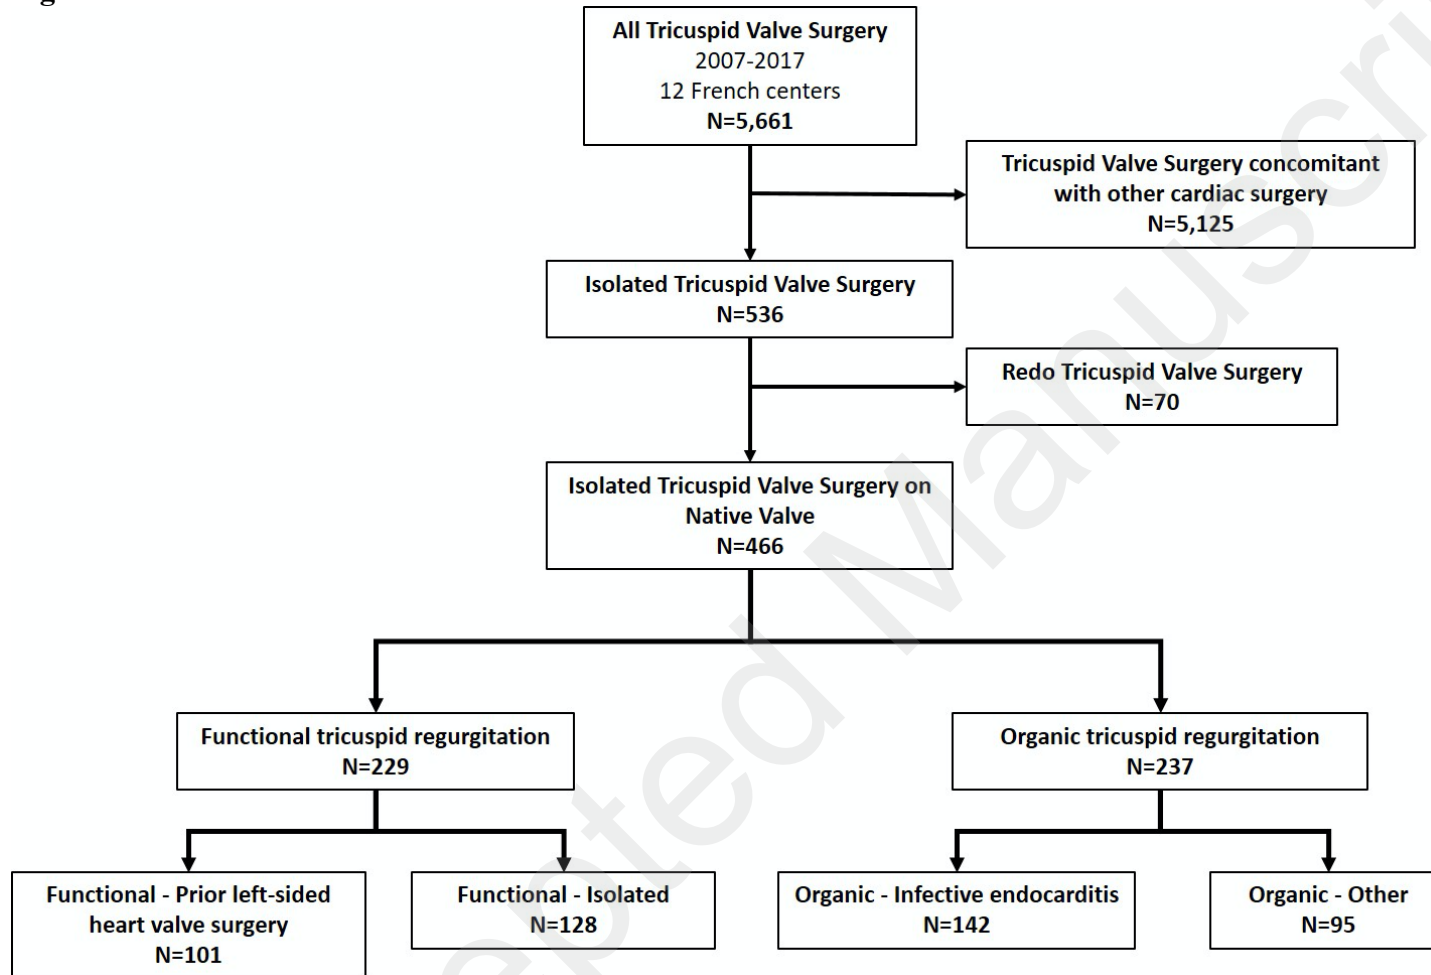 All Tricuspid Valve Surgery
2007-2017
12 French centers
N=5,661
Tricuspid Valve Surgery concomitant
with other cardiac surgery
N=5,125
Isolated Tricuspid Valve Surgery
N=536
Redo Tricuspid Valve Surgery
N=70
Isolated Tricuspid Valve Surgery on
Native Valve
N=466
Functional tricuspid regurgitation
N=229
Organic tricuspid regurgitation
N=237
Functional - Prior left-sided
heart valve surgery
N=101
Functional - Isolated
N=128
Organic - Infective endocarditis
N=142
Organic - Other
N=95